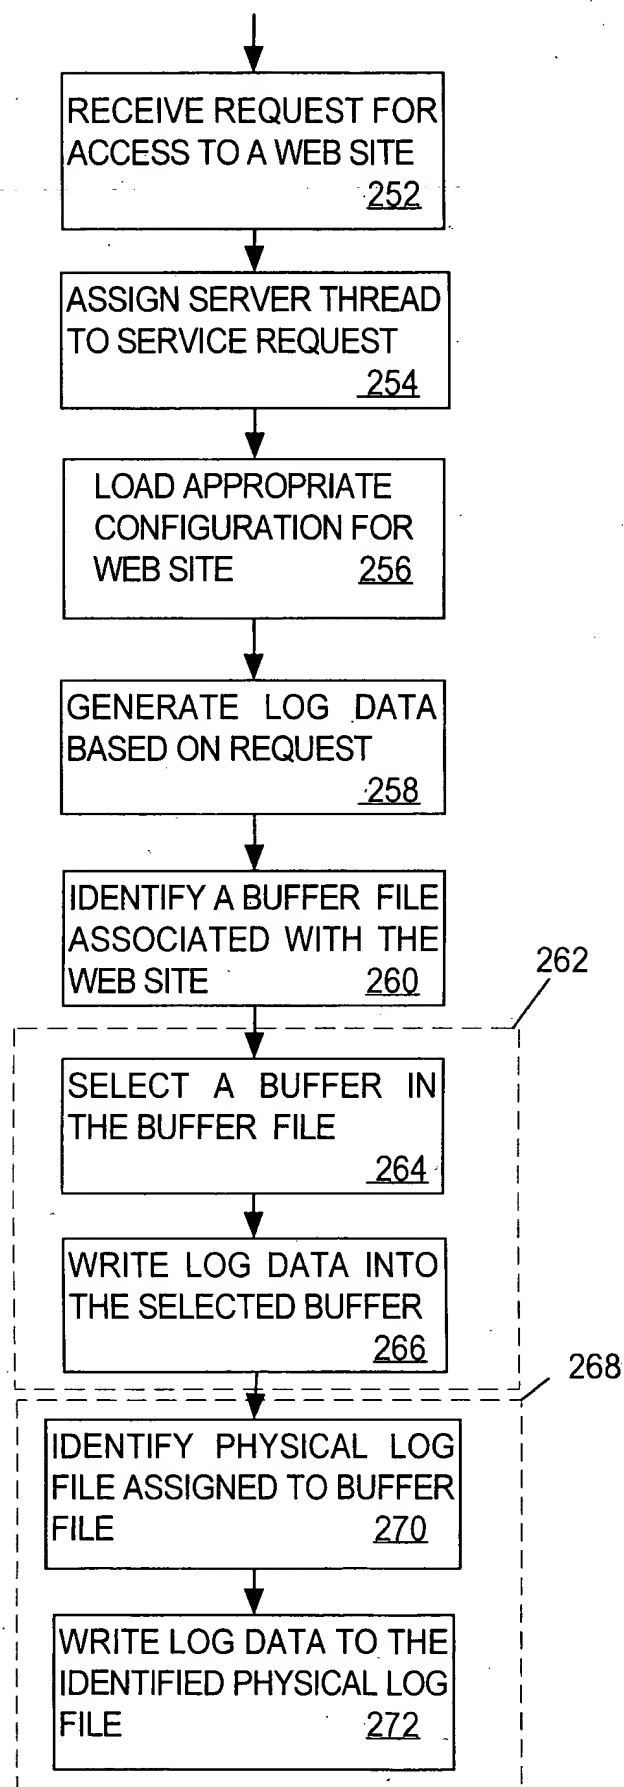 RECEIVE REQUEST FOR
ACCESS TO A WEB SITE
252
ASSIGN SERVER THREAD
TO SERVICE REQUEST
254
LOAD APPROPRIATE
CONFIGURATION FOR
WEB SITE 256
GENERATE LOG DATA
BASED ON REQUEST
258
IDENTIFY A BUFFER FILE
ASSOCIATED WITH THE
WEB SITE 260
262
SELECT A BUFFER IN
THE BUFFER FILE
264
WRITE LOG DATA INTO
THE SELECTED BUFFER
266
268
IDENTIFY PHYSICAL LOG
FILE ASSIGNED TO BUFFER
FILE 270
WRITE LOG DATA TO THE
IDENTIFIED PHYSICAL LOG
FILE 272